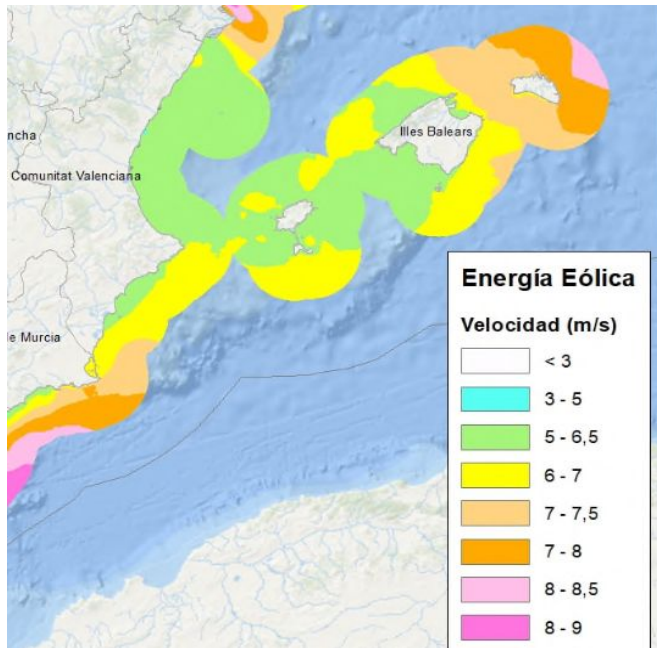 ncha
Comunitat Valenciana
Illes Balears
e Murcia
Energía Eólica
Velocidad (m/s)
< 3
3 - 5
5 - 6,5
6 - 7
7 - 7,5
7 - 8
8 - 8,5
8 - 9